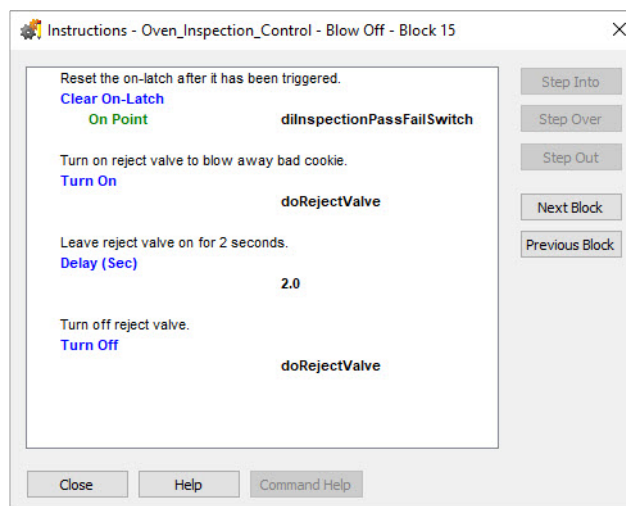 Instructions - Oven_Inspection_Control - Blow Off - Block 15
Reset the on-latch after it has been triggered.
Clear On-Latch
On Point diInspectionPassFailSwitch
Turn on reject valve to blow away bad cookie.
Turn On
doRejectValve
Leave reject valve on for 2 seconds.
Delay (Sec)
2.0
Turn off reject valve.
Turn Off
doRejectValve
Step Into
Step Over
Step Out
Next Block
Previous Block
Close Help Command Help